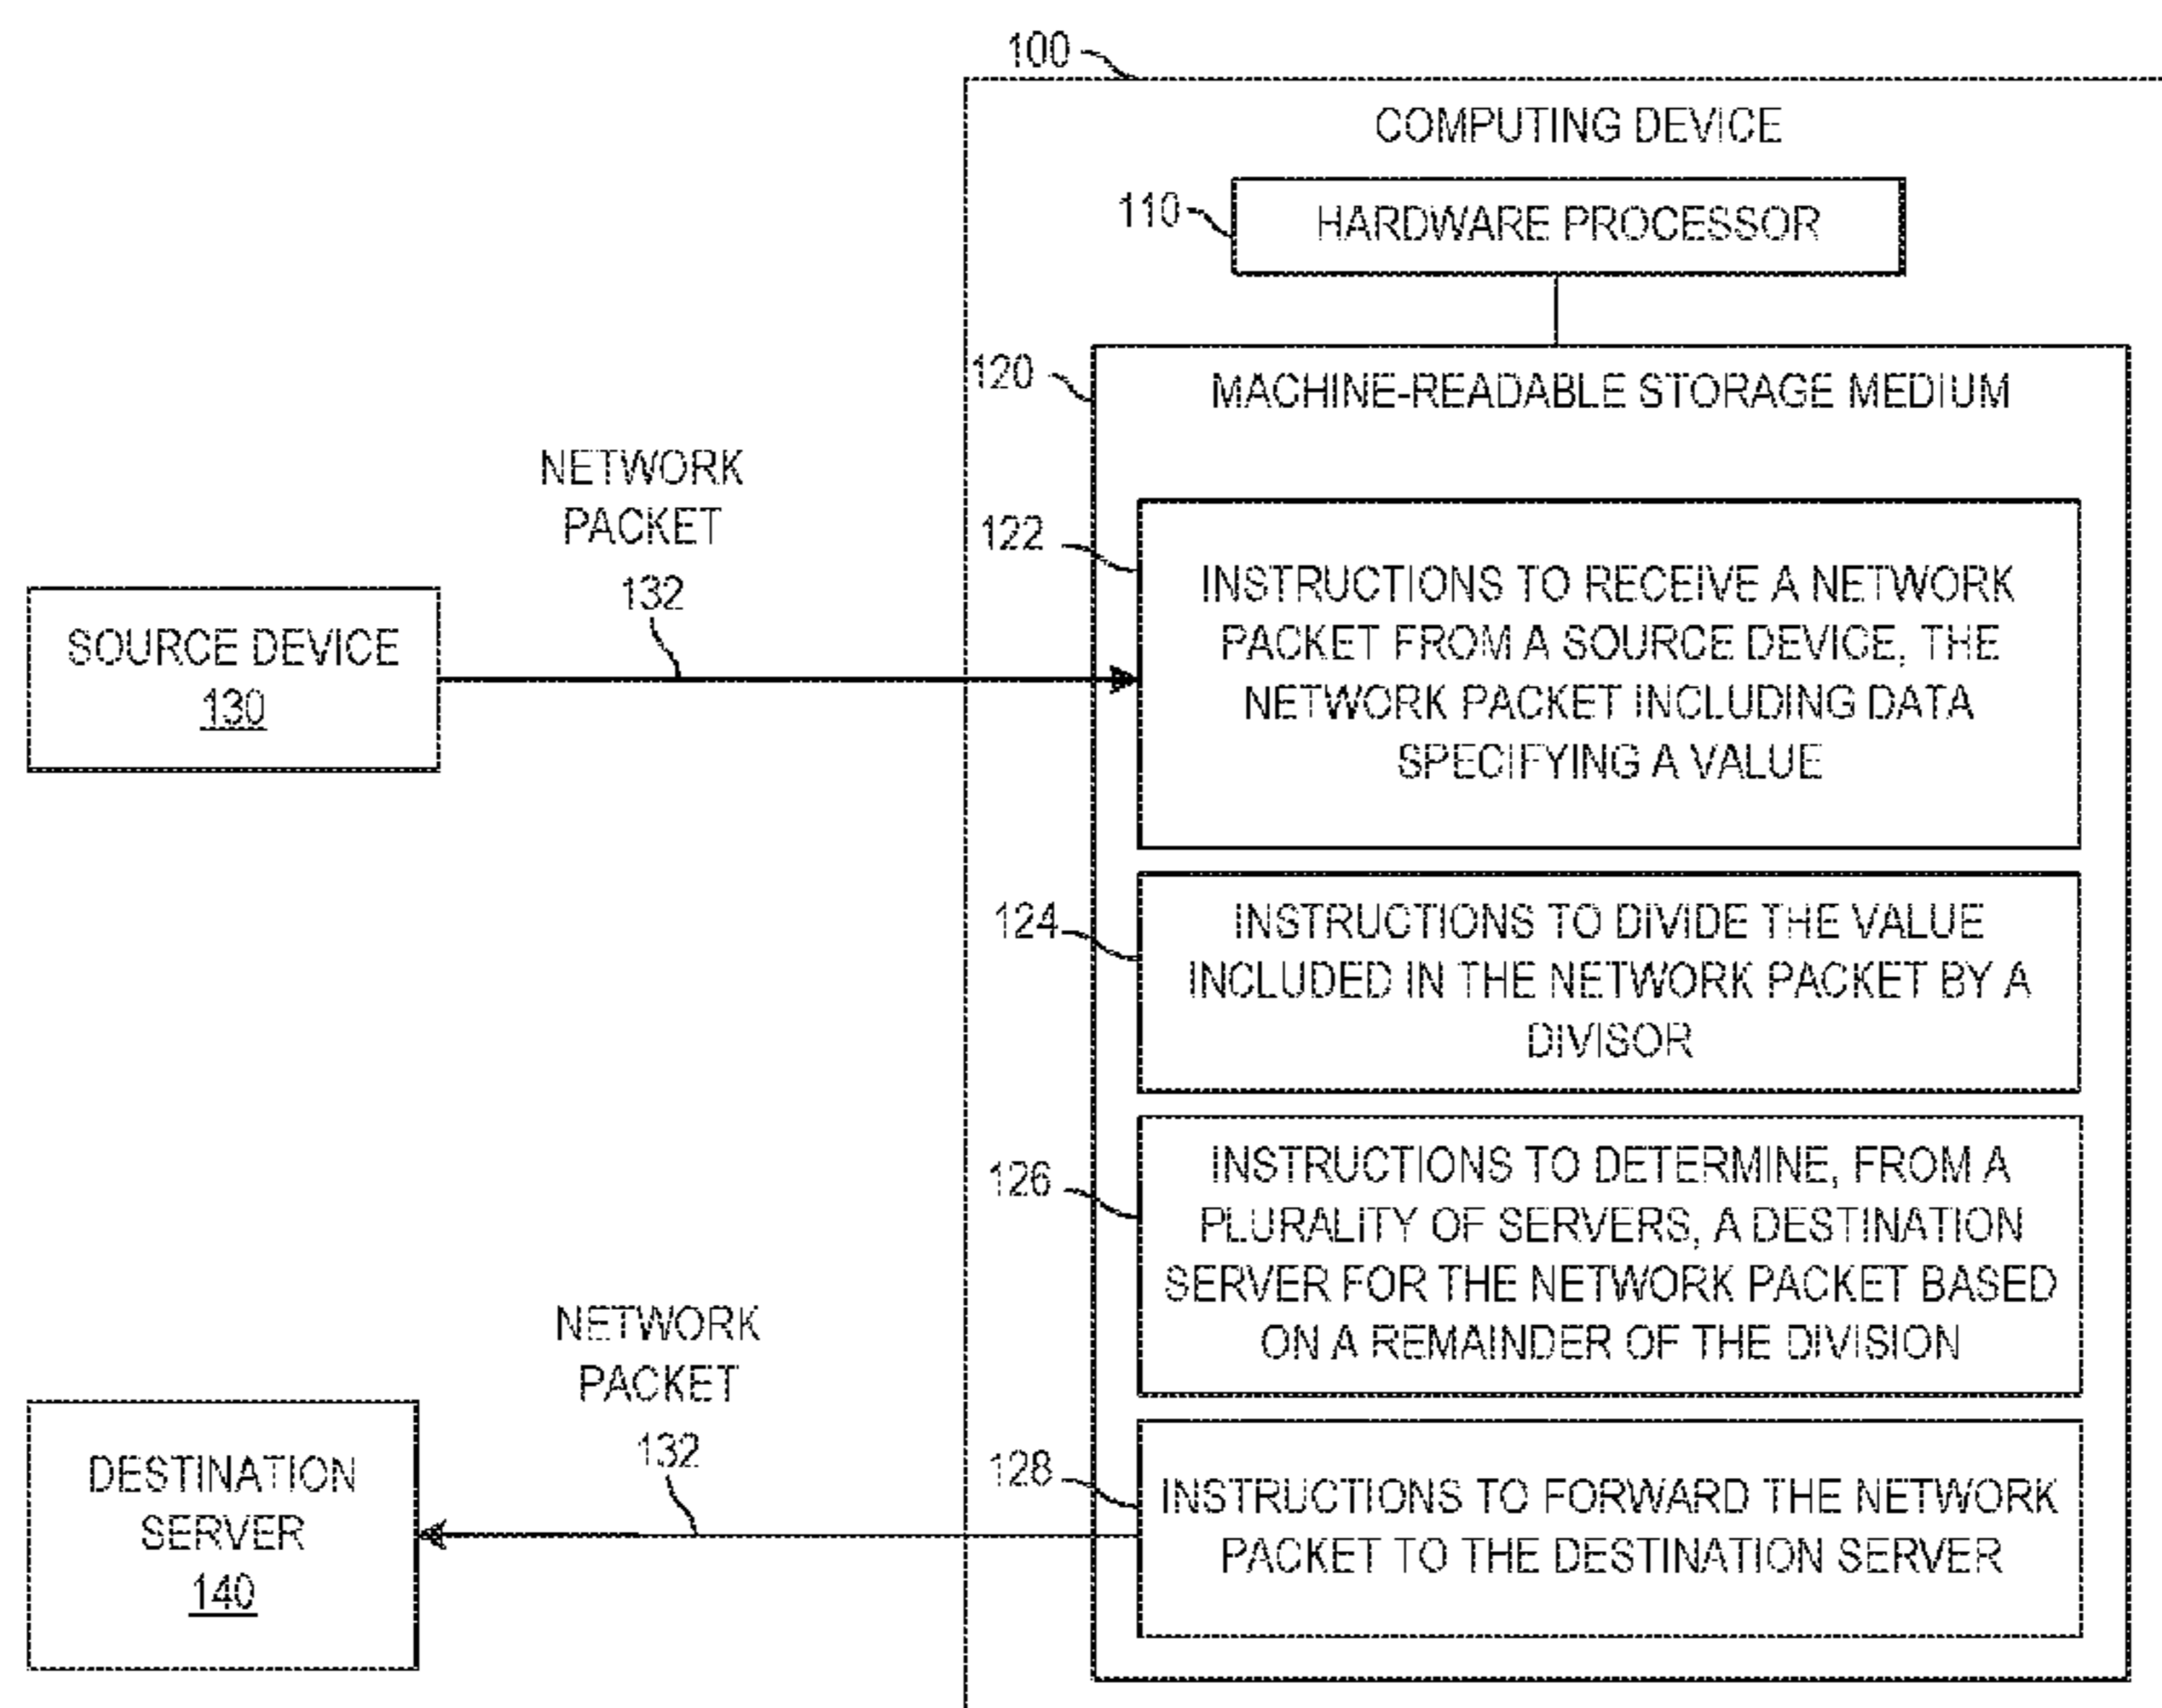 100
COMPUTING DEVICE
110
HARDWARE PROCESSOR
120
MACHINE-READABLE STORAGE MEDIUM
NETWORK
PACKET
132
SOURCE DEVICE
130
122
INSTRUCTIONS TO RECEIVE A NETWORK
PACKET FROM A SOURCE DEVICE, THE
NETWORK PACKET INCLUDING DATA
SPECIFYING A VALUE
124
INSTRUCTIONS TO DIVIDE THE VALUE
INCLUDED IN THE NETWORK PACKET BY A
DIVISOR
126
INSTRUCTIONS TO DETERMINE, FROM A
PLURALITY OF SERVERS, A DESTINATION
SERVER FOR THE NETWORK PACKET BASED
ON A REMAINDER OF THE DIVISION
NETWORK
PACKET
132
DESTINATION
SERVER
140
128
INSTRUCTIONS TO FORWARD THE NETWORK
PACKET TO THE DESTINATION SERVER